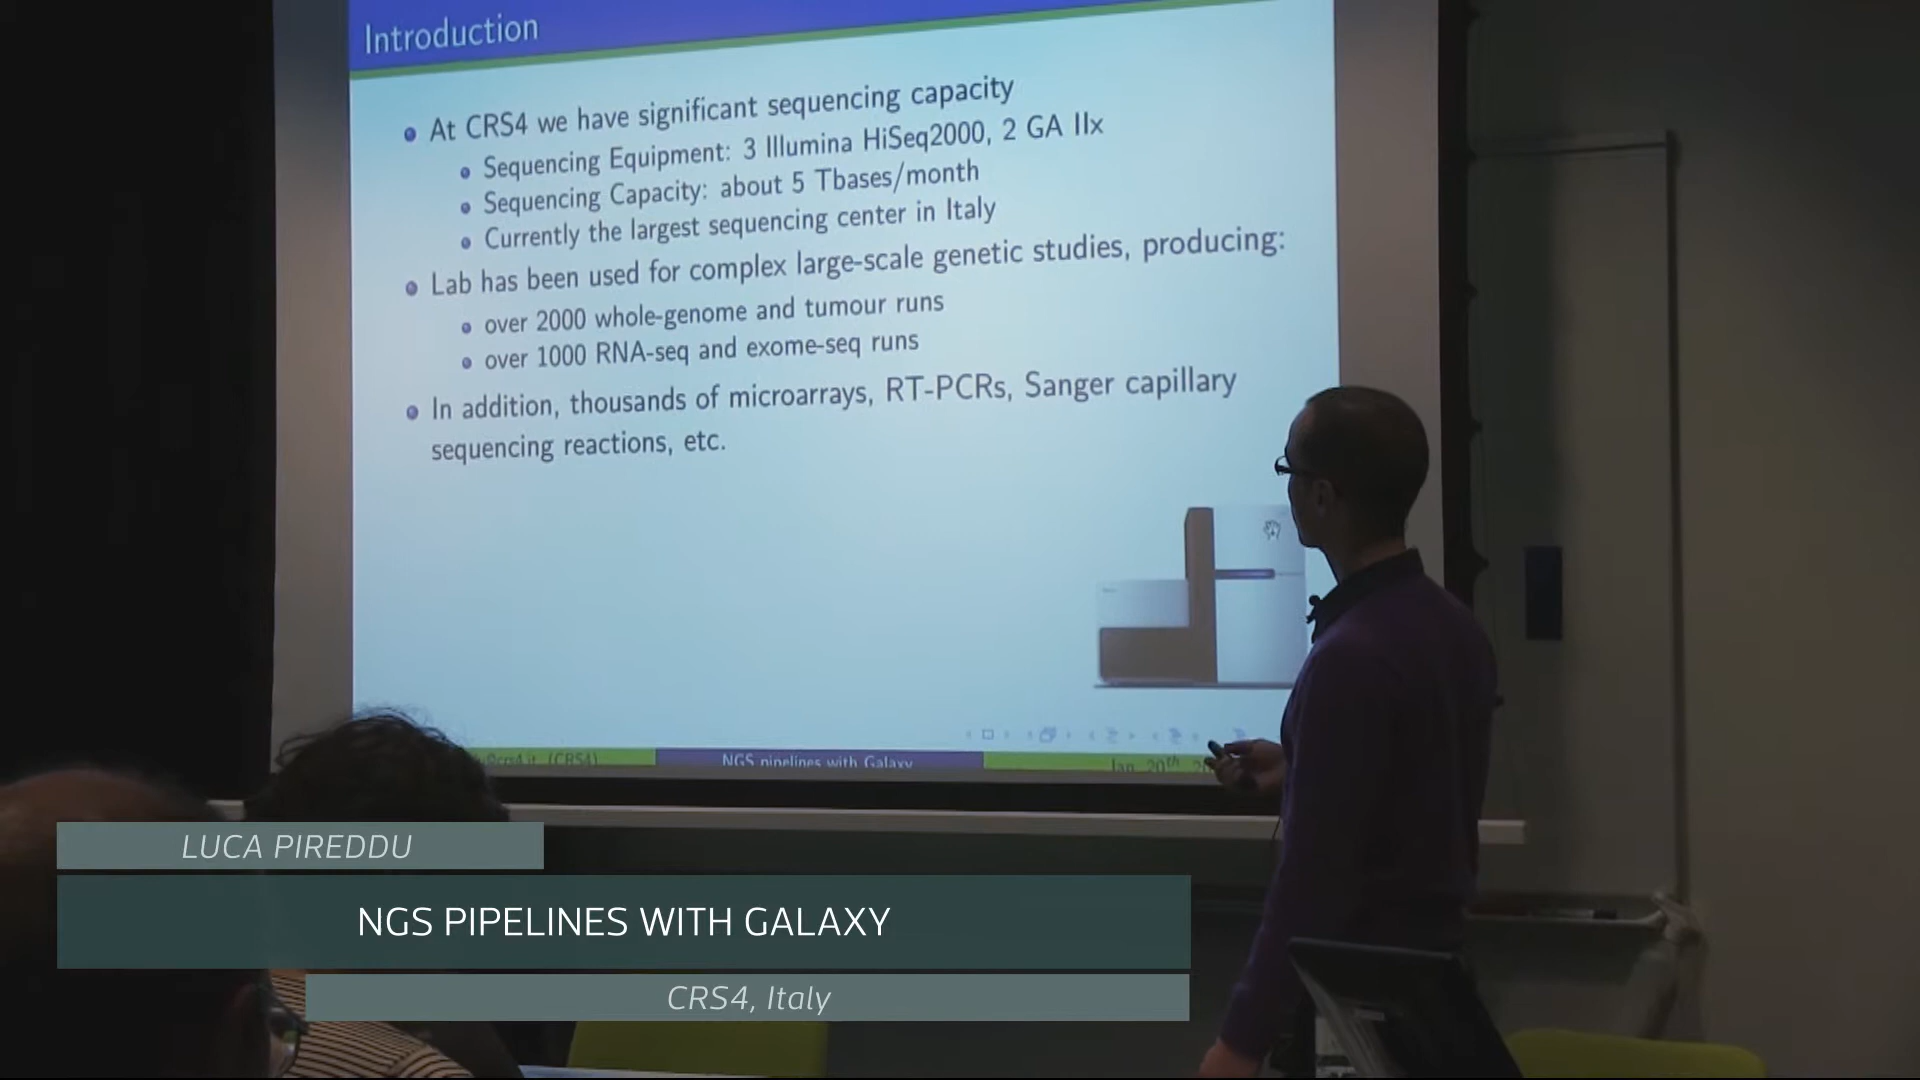 Introduction
At CRS4 we have significant sequencing capacity
Sequencing Equipment: 3 Illumina HiSeq2000, 2 GA IIx
Sequencing Capacity: about 5 Tbases/month
Currently the largest sequencing center in Italy
Lab has been used for complex large-scale genetic studies, producing:
over 2000 whole-genome and tumour runs
over 1000 RNA-seq and exome-seq runs
In addition, thousands of microarrays, RT-PCRs, Sanger capillary
sequencing reactions, etc.
(CRS4)
NGS pipelines with Galaxy
Jan. 20th
LUCA PIREDDU
NGS PIPELINES WITH GALAXY
CRS4, Italy